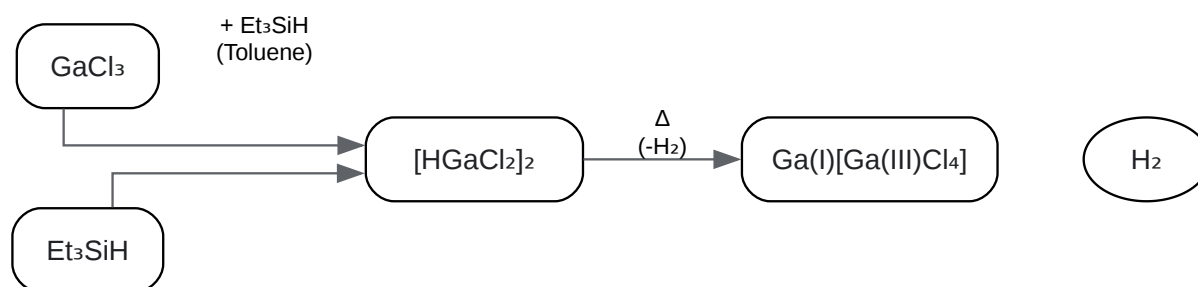 + Et₃SiH
(Toluene)
GaCl₃
[HGaCl₂]₂
Δ
(-H₂)
Ga(I)[Ga(III)Cl₄]
H₂
Et₃SiH